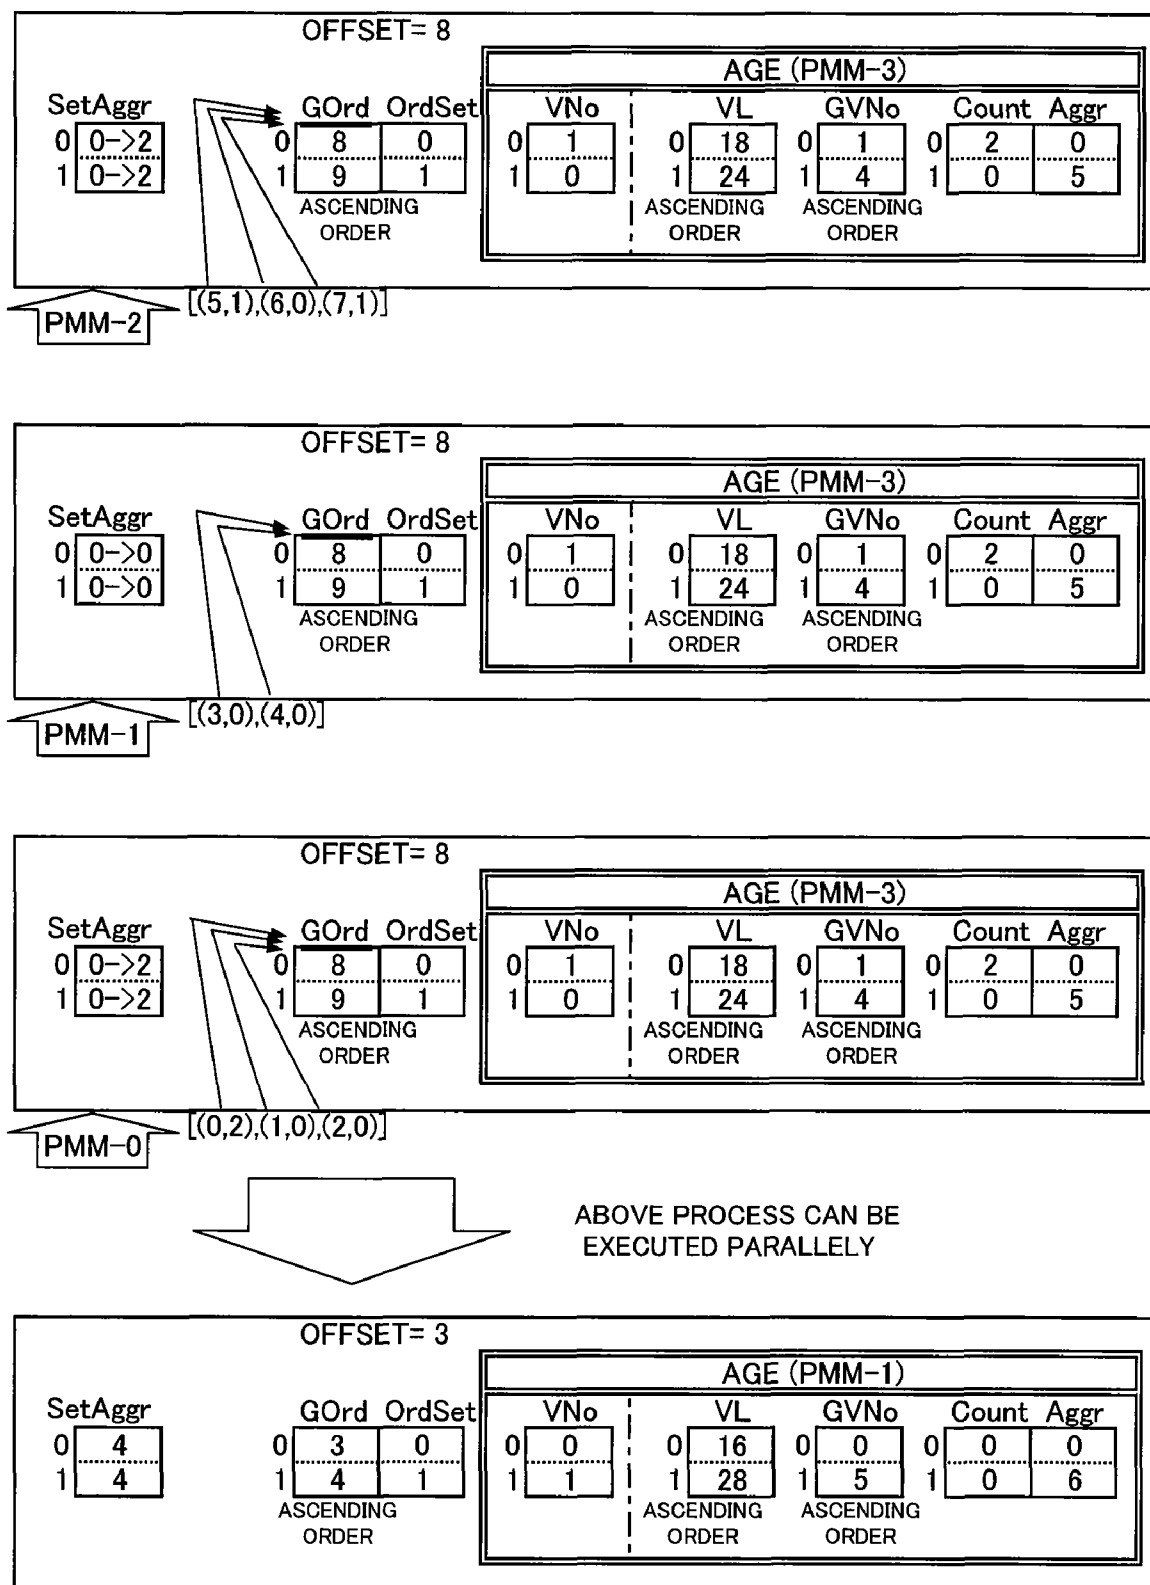 OFFSET= 8
AGE (PMM-3)
SetAggr GOrd OrdSet VNo VL GVNo Count Aggr
0 0->2 0 8 0 0 1 0 18 0 1 0 2 0
1 0->2 1 9 1 1 0 1 24 1 4 1 0 5
ASCENDING ASCENDING ASCENDING
ORDER ORDER ORDER
[(5,1),(6,0),(7,1)]
PMM-2
OFFSET= 8
AGE (PMM-3)
SetAggr GOrd OrdSet VNo VL GVNo Count Aggr
0 0->0 0 8 0 0 1 0 18 0 1 0 2 0
1 0->0 1 9 1 1 0 1 24 1 4 1 0 5
ASCENDING ASCENDING ASCENDING
ORDER ORDER ORDER
[(3,0),(4,0)]
PMM-1
OFFSET= 8
AGE (PMM-3)
SetAggr GOrd OrdSet VNo VL GVNo Count Aggr
0 0->2 0 8 0 0 1 0 18 0 1 0 2 0
1 0->2 1 9 1 1 0 1 24 1 4 1 0 5
ASCENDING ASCENDING ASCENDING
ORDER ORDER ORDER
[(0,2),(1,0),(2,0)]
PMM-0
ABOVE PROCESS CAN BE
EXECUTED PARALLELY
OFFSET= 3
AGE (PMM-1)
SetAggr GOrd OrdSet VNo VL GVNo Count Aggr
0 4 0 3 0 0 0 0 16 0 0 0 0 0
1 4 1 4 1 1 1 1 28 1 5 1 0 6
ASCENDING ASCENDING ASCENDING
ORDER ORDER ORDER